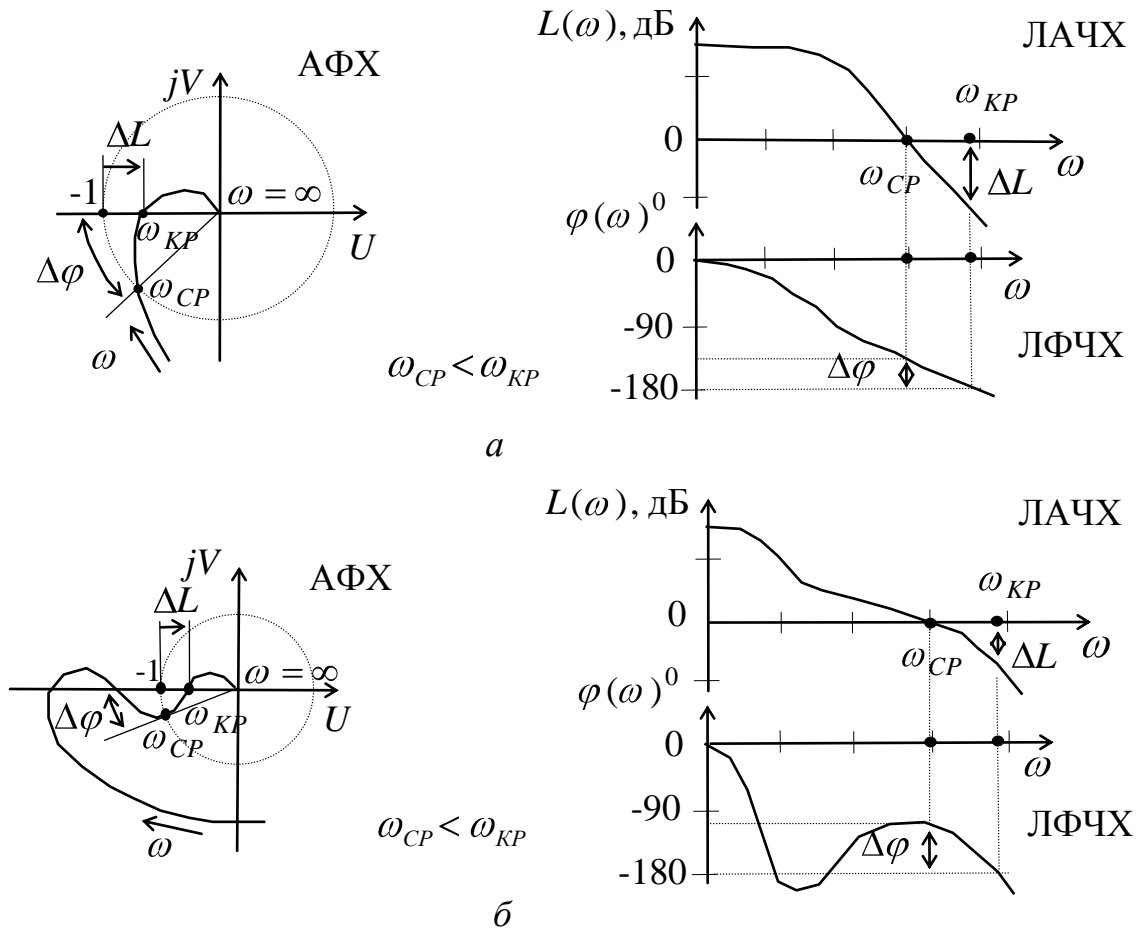 АФХ
jV
ΔL
-1
ω = ∞
ω_KP
U
Δφ
ω_CP
ω
ω_CP < ω_KP
L(ω), дБ
ЛАЧХ
ω_KP
0
ω_CP
ΔL
ω
φ(ω)⁰
0
ω
-90
ЛФЧХ
Δφ
-180
а
jV
АФХ
ΔL
-1
ω = ∞
Δφ
ω_KP
U
ω_CP
ω
ω_CP < ω_KP
L(ω), дБ
ЛАЧХ
ω_KP
0
ω_CP
ΔL
ω
φ(ω)⁰
0
ω
-90
ЛФЧХ
Δφ
-180
б